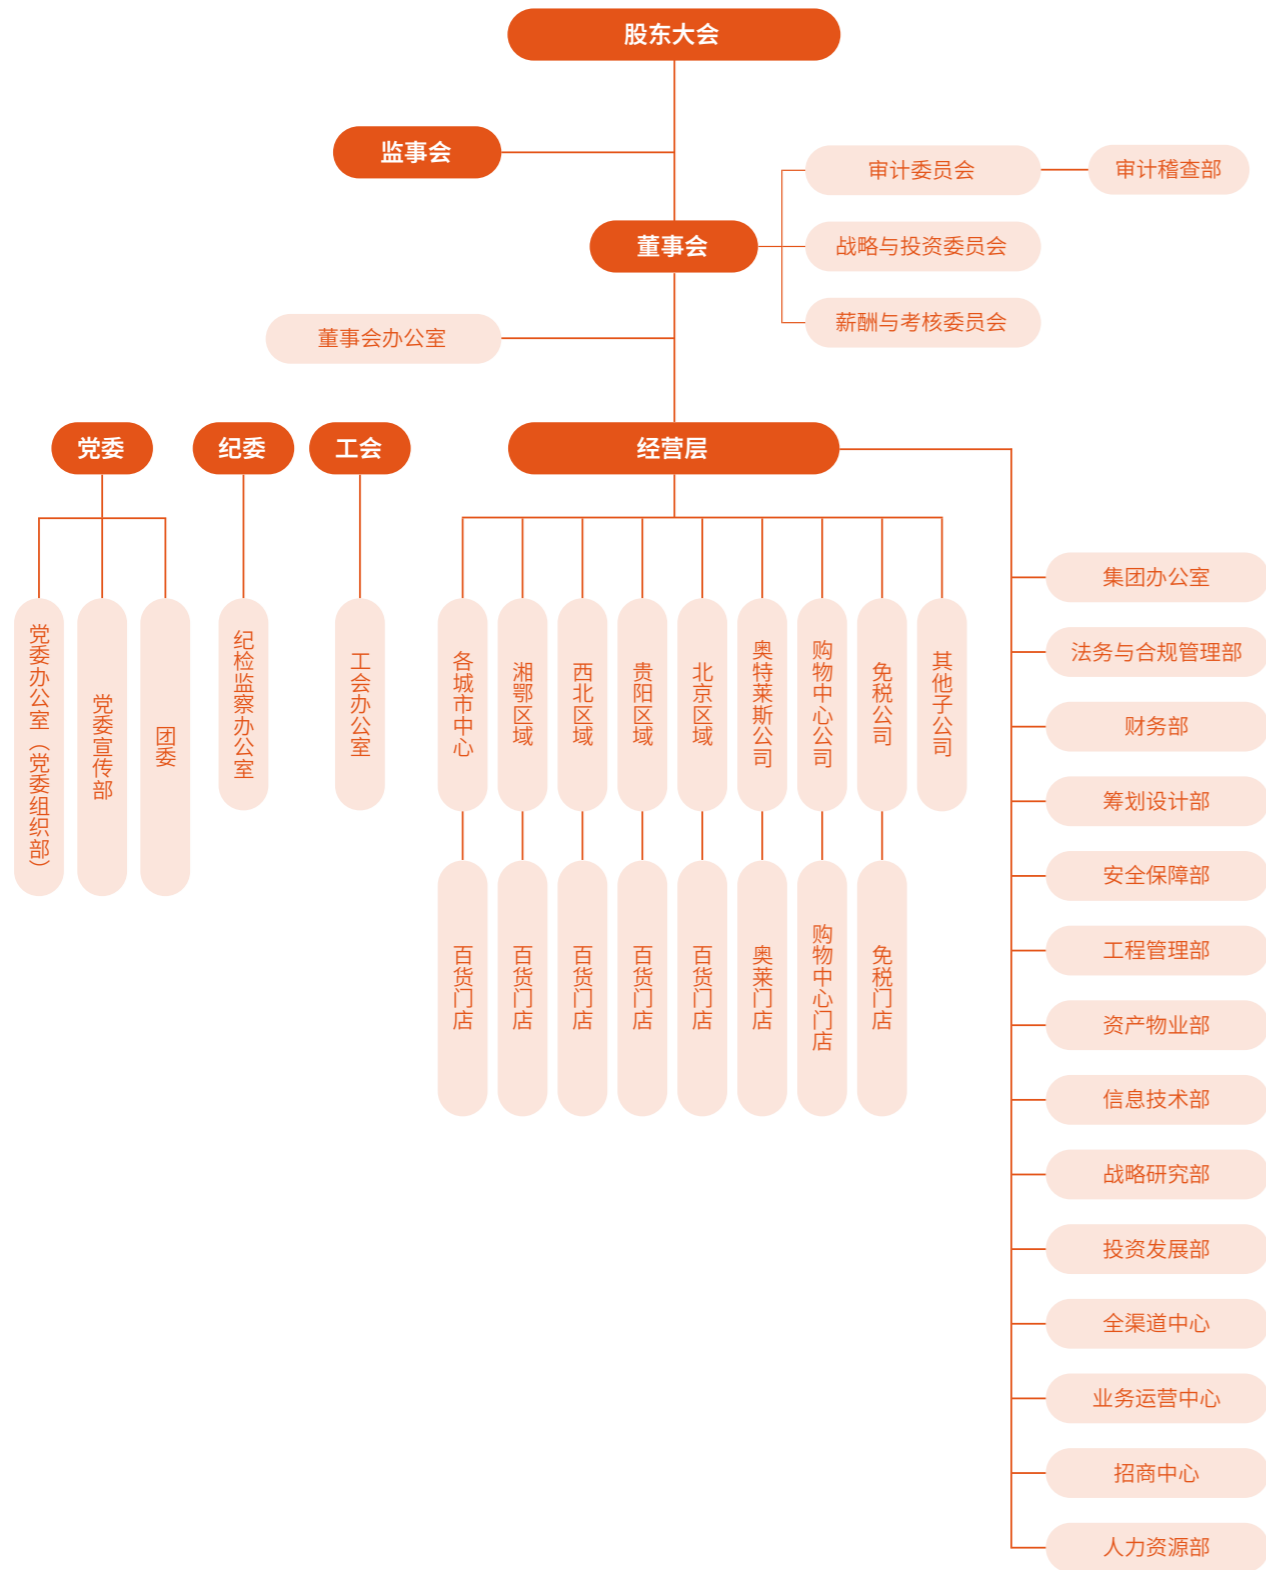 股东大会
监事会
审计委员会
审计稽查部
董事会
战略与投资委员会
薪酬与考核委员会
董事会办公室
党委
纪委
工会
经营层
党委办公室（党委组织部）
党委宣传部
团委
纪检监察办公室
工会办公室
各城市中心
湘鄂区域
西北区域
贵阳区域
北京区域
奥特莱斯公司
购物中心公司
免税公司
其他子公司
百货门店
百货门店
百货门店
百货门店
百货门店
奥莱门店
购物中心门店
免税门店
集团办公室
法务与合规管理部
财务部
筹划设计部
安全保障部
工程管理部
资产物业部
信息技术部
战略研究部
投资发展部
全渠道中心
业务运营中心
招商中心
人力资源部